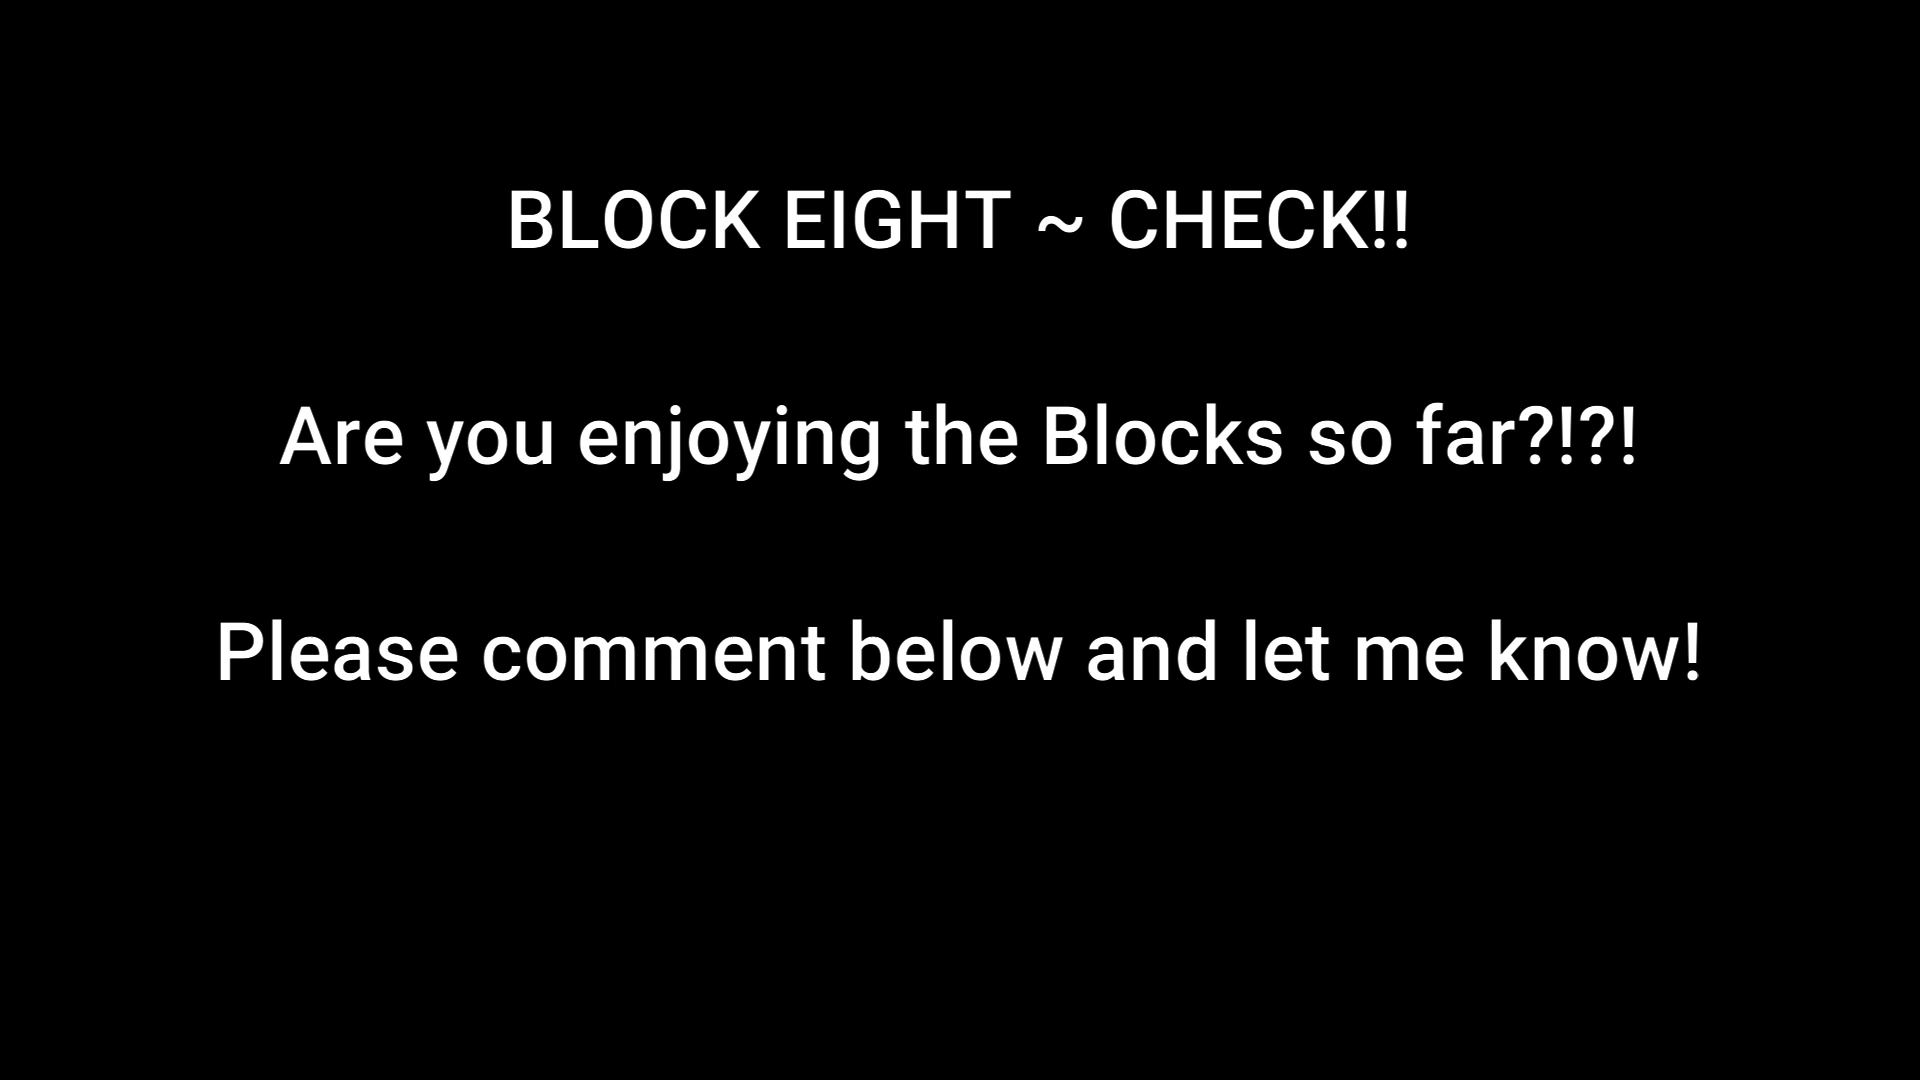 BLOCK EIGHT ~ CHECK!!
Are you enjoying the Blocks so far?!?!
Please comment below and let me know!